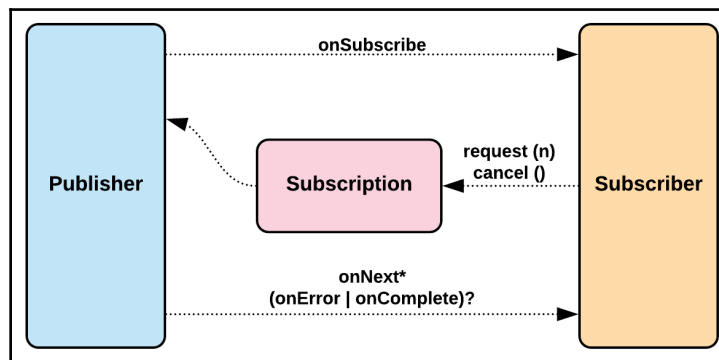 onSubscribe
Publisher
Subscription
request (n)
cancel ()
Subscriber
onNext*
(onError | onComplete)?